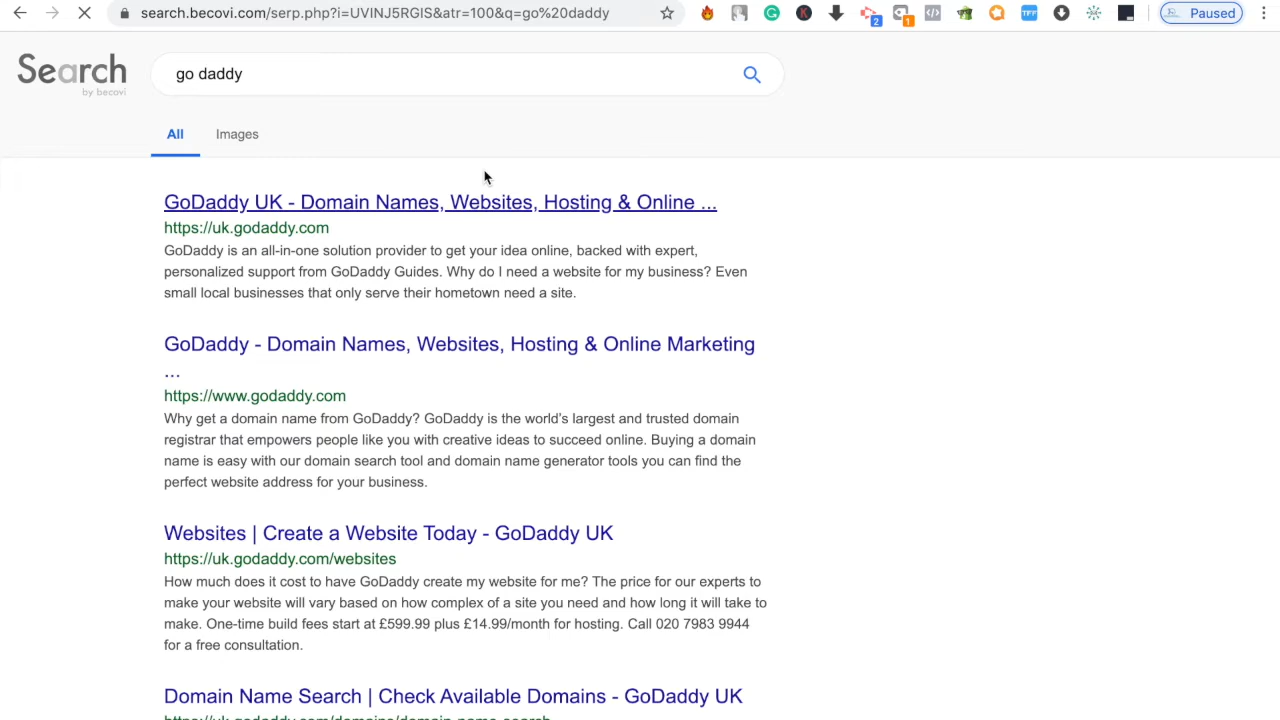 search.becovi.com/serp.php?i=UVINJ5RGIS&atr=100&q=go%20daddy
2
1
TFF
Paused
Search
by becovi
go daddy
All
Images
GoDaddy UK - Domain Names, Websites, Hosting & Online ...
https://uk.godaddy.com
GoDaddy is an all-in-one solution provider to get your idea online, backed with expert,
personalized support from GoDaddy Guides. Why do I need a website for my business? Even
small local businesses that only serve their hometown need a site.
GoDaddy - Domain Names, Websites, Hosting & Online Marketing
...
https://www.godaddy.com
Why get a domain name from GoDaddy? GoDaddy is the world's largest and trusted domain
registrar that empowers people like you with creative ideas to succeed online. Buying a domain
name is easy with our domain search tool and domain name generator tools you can find the
perfect website address for your business.
Websites | Create a Website Today - GoDaddy UK
https://uk.godaddy.com/websites
How much does it cost to have GoDaddy create my website for me? The price for our experts to
make your website will vary based on how complex of a site you need and how long it will take to
make. One-time build fees start at £599.99 plus £14.99/month for hosting. Call 020 7983 9944
for a free consultation.
Domain Name Search | Check Available Domains - GoDaddy UK
https://uk.godaddy.com/domains/domain-name-search